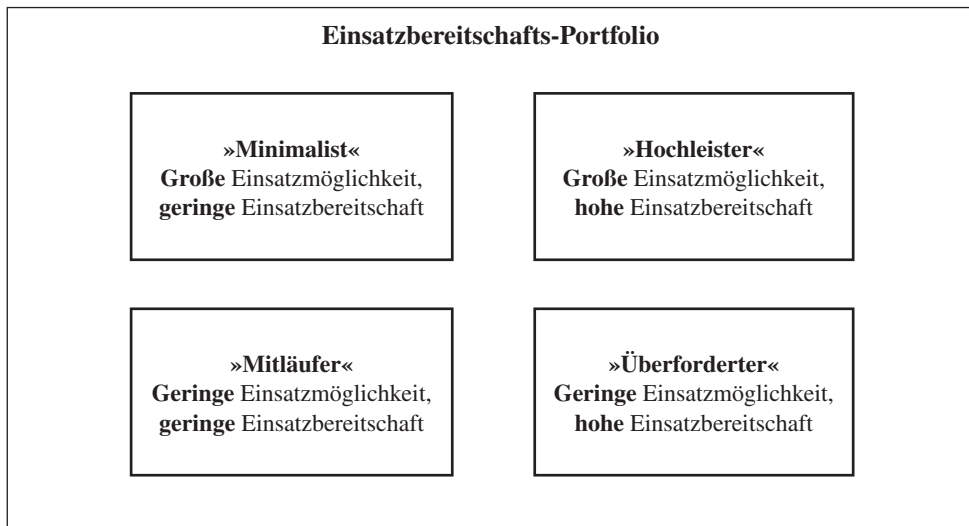 Einsatzbereitschafts-Portfolio
»Minimalist«
Große Einsatzmöglichkeit,
geringe Einsatzbereitschaft
»Hochleister«
Große Einsatzmöglichkeit,
hohe Einsatzbereitschaft
»Mitläufer«
Geringe Einsatzmöglichkeit,
geringe Einsatzbereitschaft
»Überforderter«
Geringe Einsatzmöglichkeit,
hohe Einsatzbereitschaft